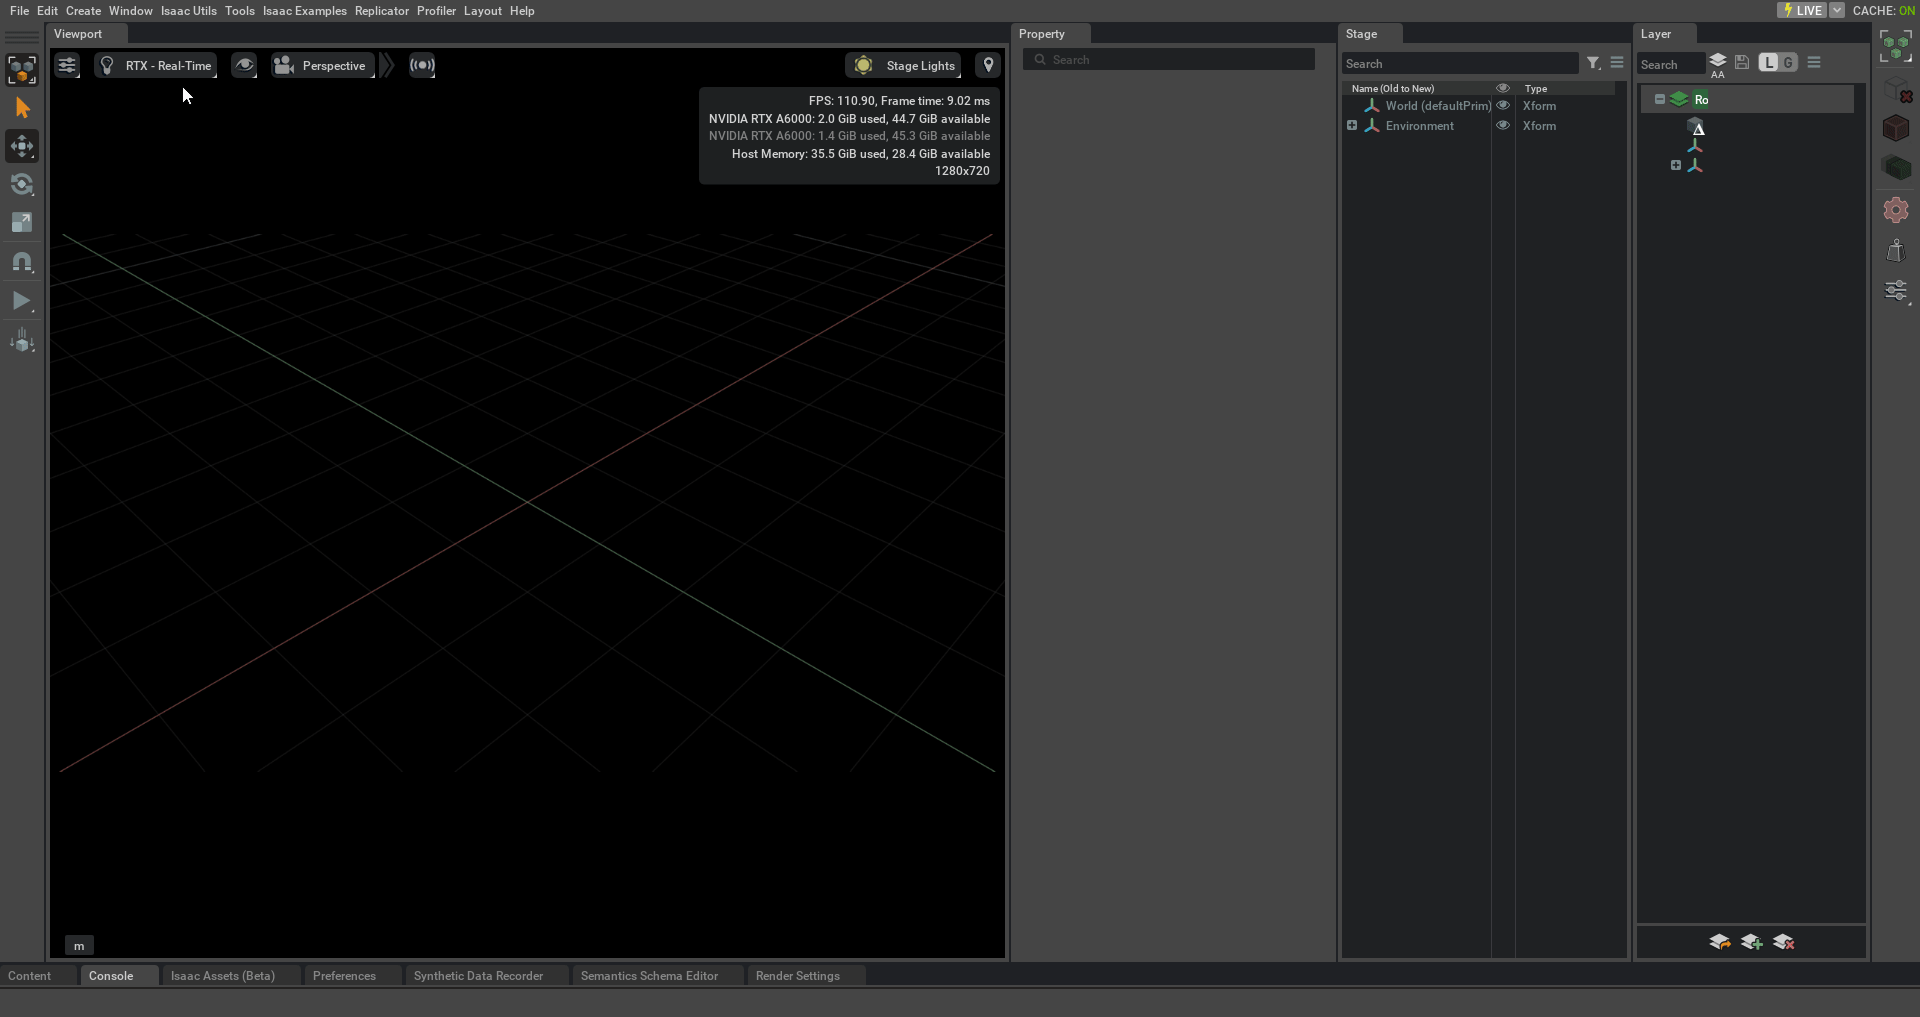 File Edit Create Window Isaac Utils Tools Isaac Examples Replicator Profiler Layout Help
LIVE CACHE: ON
Viewport
Property
Stage
Layer
RTX - Real-Time
Perspective
Stage Lights
Search
Search
Search
AA
L G
FPS: 110.90, Frame time: 9.02 ms
NVIDIA RTX A6000: 2.0 GiB used, 44.7 GiB available
NVIDIA RTX A6000: 1.4 GiB used, 45.3 GiB available
Host Memory: 35.5 GiB used, 28.4 GiB available
1280x720
Name (Old to New) Type
World (defaultPrim) Xform
Environment Xform
Ro
m
Content Console Isaac Assets (Beta) Preferences Synthetic Data Recorder Semantics Schema Editor Render Settings